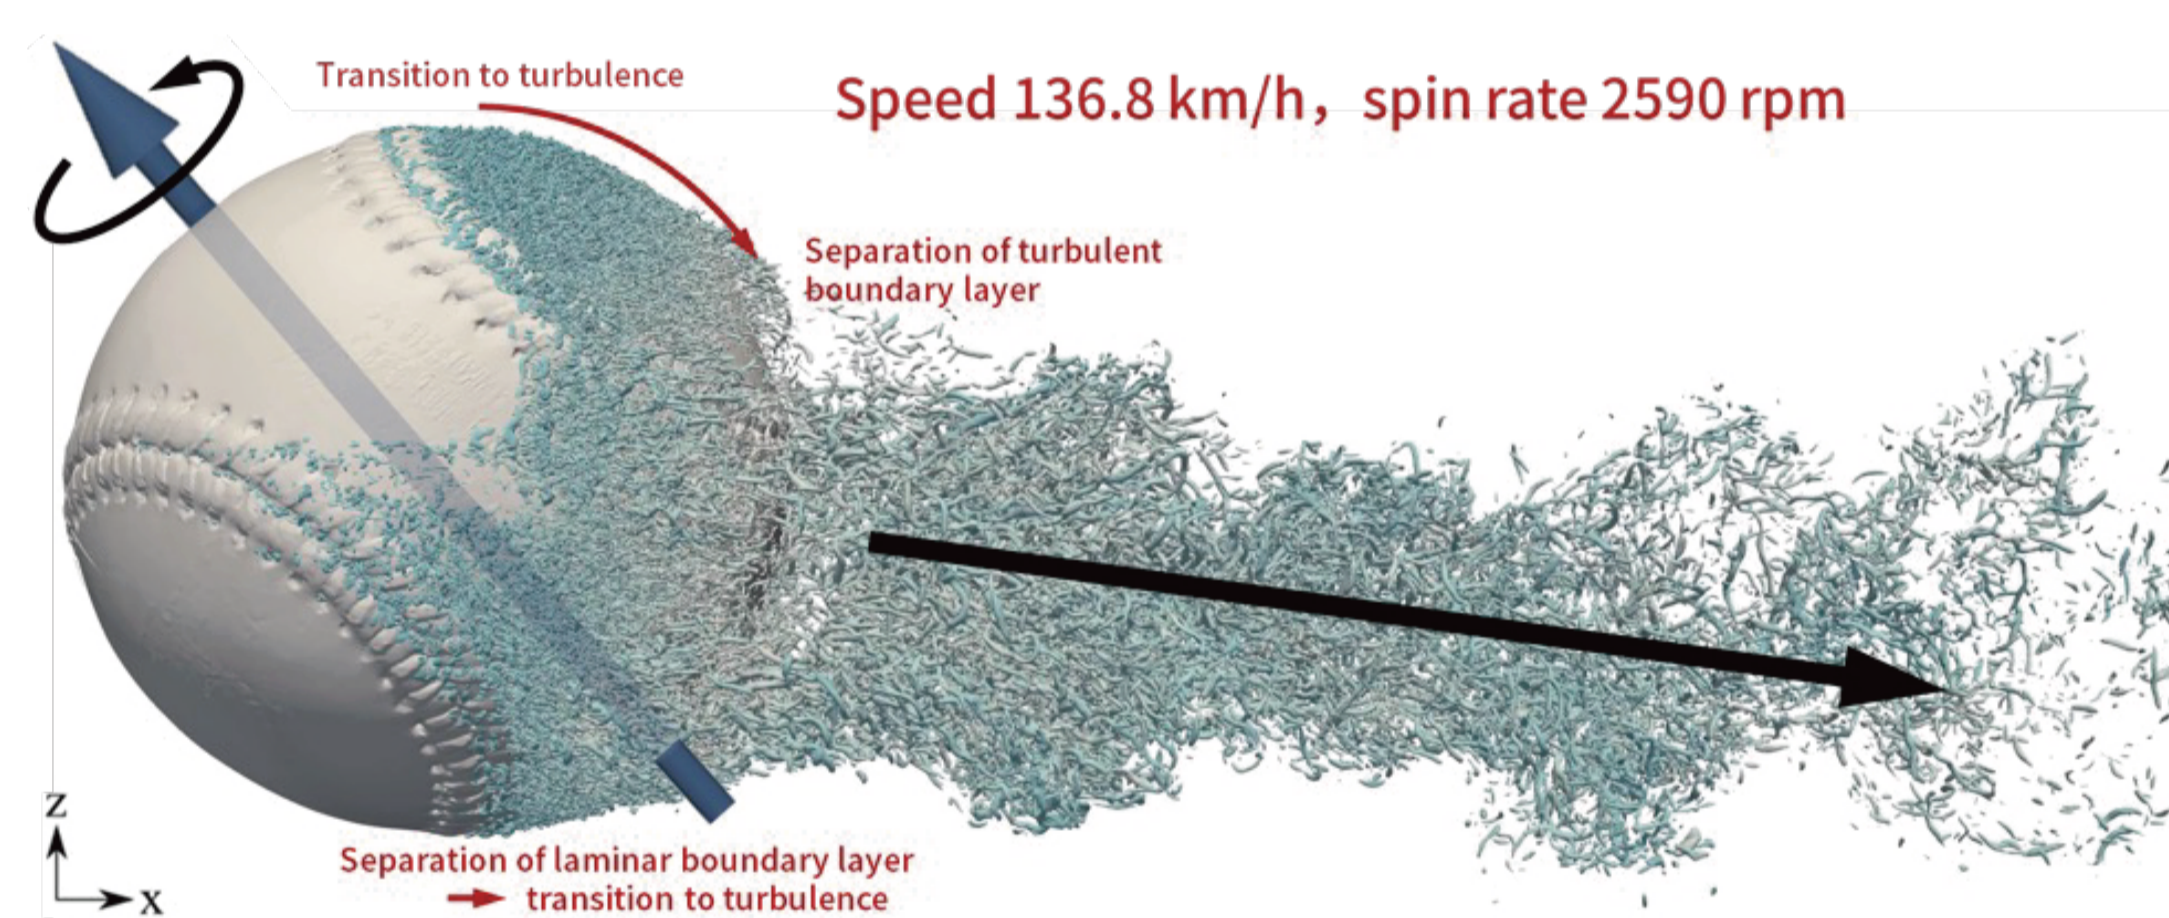 Transition to turbulence
Speed 136.8 km/h, spin rate 2590 rpm
Separation of turbulent
boundary layer
Z
X
Separation of laminar boundary layer
transition to turbulence